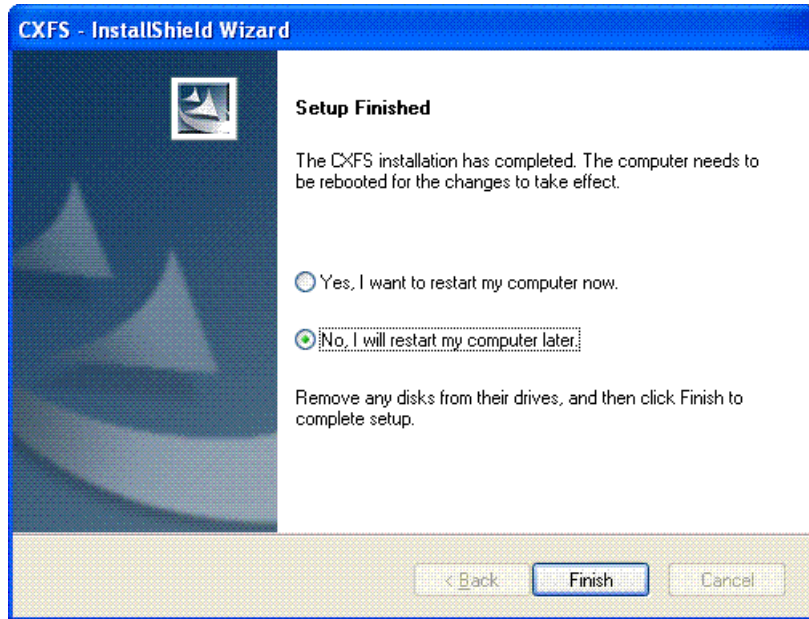 CXFS - InstallShield Wizard
Setup Finished
The CXFS installation has completed. The computer needs to
be rebooted for the changes to take effect.
Yes, I want to restart my computer now.
No, I will restart my computer later.
Remove any disks from their drives, and then click Finish to
complete setup.
< Back
Finish
Cancel